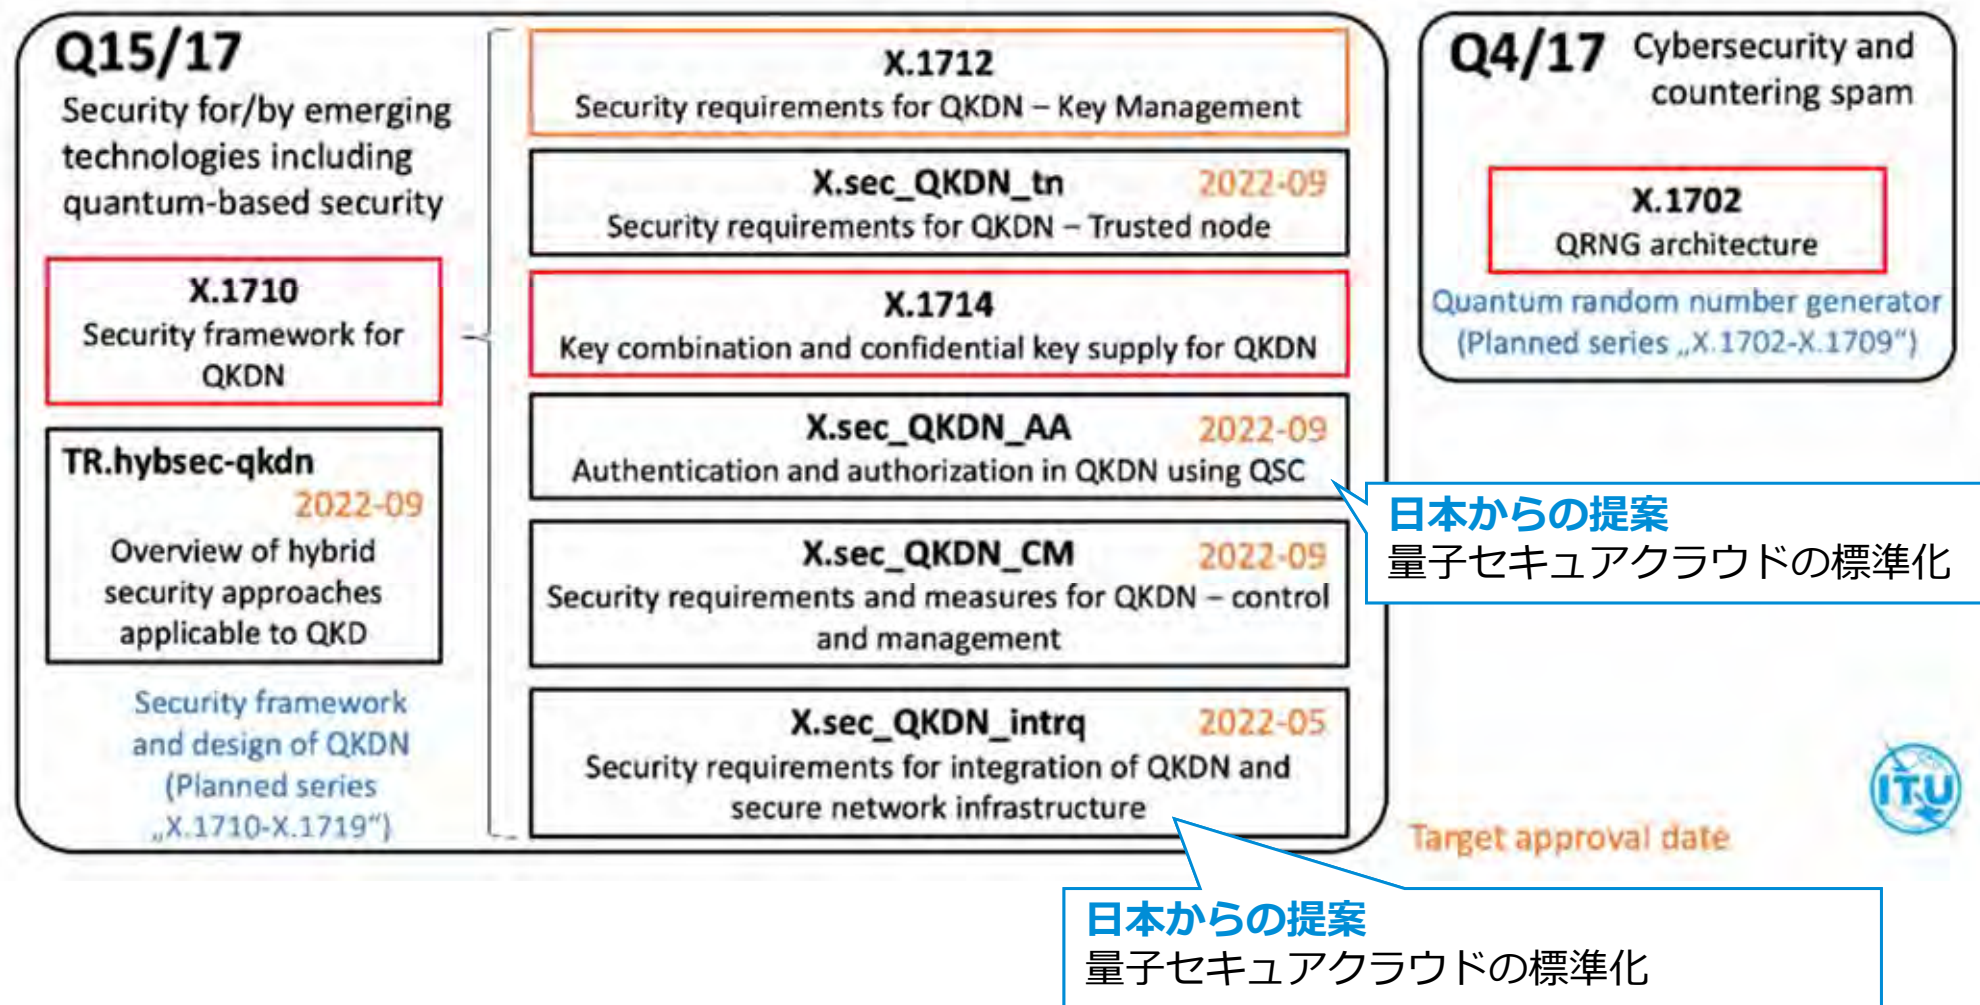 Q15/17
Security for/by emerging
technologies including
quantum-based security
X.1710
Security framework for
QKDN
TR.hybsec-qkdn
2022-09
Overview of hybrid
security approaches
applicable to QKD
Security framework
and design of QKDN
(Planned series
„X.1710-X.1719“)
X.1712
Security requirements for QKDN – Key Management
X.sec_QKDN_tn 2022-09
Security requirements for QKDN – Trusted node
X.1714
Key combination and confidential key supply for QKDN
X.sec_QKDN_AA 2022-09
Authentication and authorization in QKDN using QSC
X.sec_QKDN_CM 2022-09
Security requirements and measures for QKDN – control
and management
X.sec_QKDN_intrq 2022-05
Security requirements for integration of QKDN and
secure network infrastructure
Q4/17 Cybersecurity and
countering spam
X.1702
QRNG architecture
Quantum random number generator
(Planned series „X.1702-X.1709“)
日本からの提案
量子セキュアクラウドの標準化
ITU
Target approval date
日本からの提案
量子セキュアクラウドの標準化